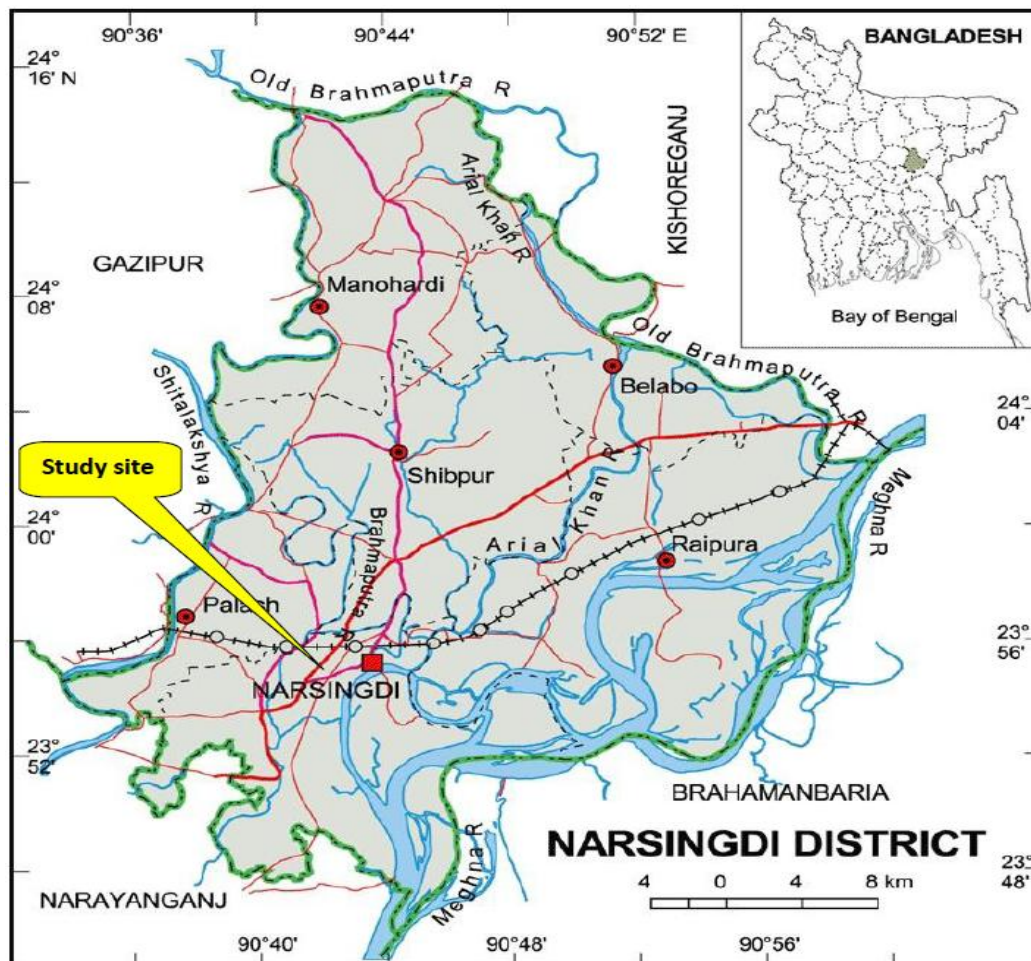 90° 36'
90° 44'
90° 52' E
24°
16' N
Old Brahmaputra R
BANGLADESH
KISHOREGANJ
Arial Khan R
GAZIPUR
Manohardi
24°
08'
Bay of Bengal
Old Brahmaputra R
Belabo
24°
04'
Shitalakshya R
Study site
Shibpur
Meghna R
24°
00'
Brahmaputra R
Arial Khan R
Raipura
Palash
23°
56'
NARSINGDI
23°
52'
BRAHAMANBARIA
NARSINGDI DISTRICT
Meghna R
23°
48'
NARAYANGANJ
4 0 4 8 km
90° 40'
90° 48'
90° 56'